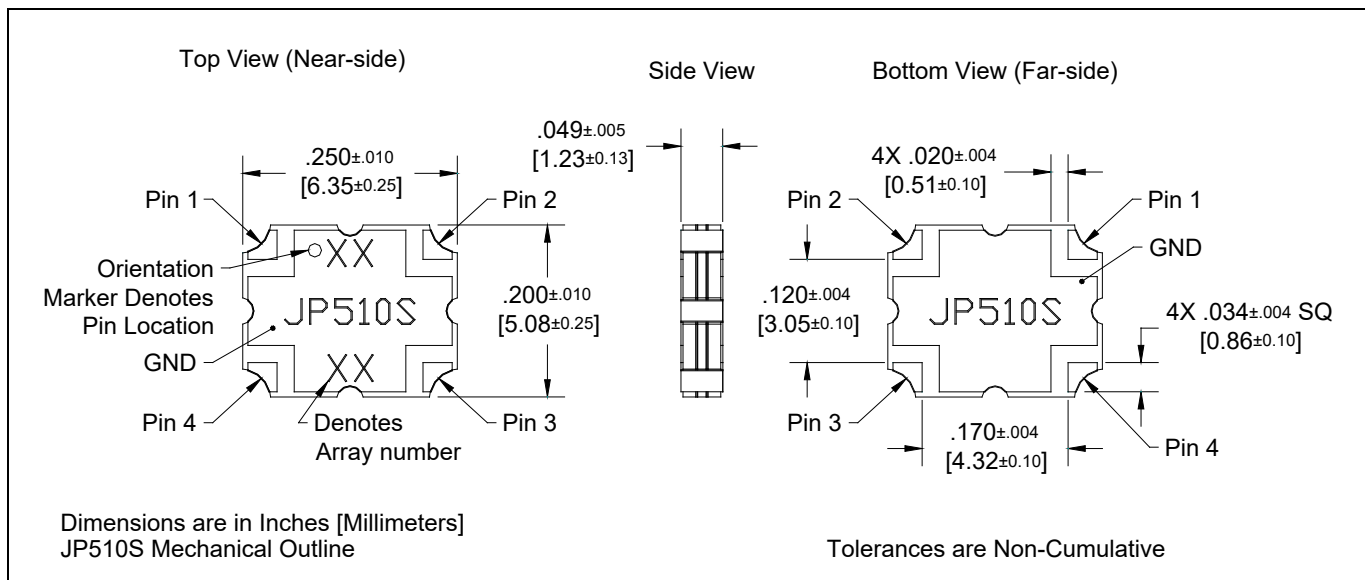 Top View (Near-side)
Side View
Bottom View (Far-side)
.250±.010
[6.35±0.25]
.049±.005
[1.23±0.13]
4X .020±.004
[0.51±0.10]
Pin 1
Pin 2
Pin 2
Pin 1
Orientation
Marker Denotes
Pin Location
GND
XX
JP510S
XX
.200±.010
[5.08±0.25]
.120±.004
[3.05±0.10]
JP510S
GND
4X .034±.004 SQ
[0.86±0.10]
Pin 4
Denotes
Array number
Pin 3
Pin 3
.170±.004
[4.32±0.10]
Pin 4
Dimensions are in Inches [Millimeters]
JP510S Mechanical Outline
Tolerances are Non-Cumulative